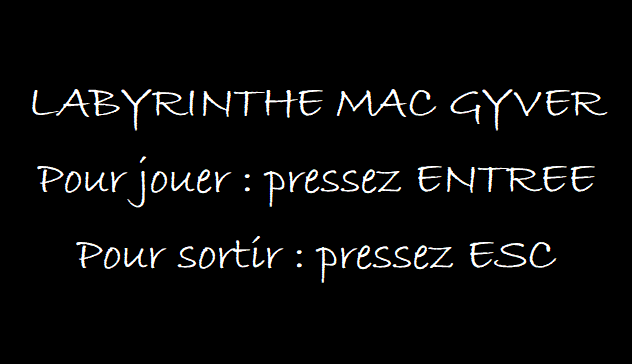 LABYRINTHE MAC GYVER
Pour jouer : pressez ENTREE
Pour sortir : pressez ESC